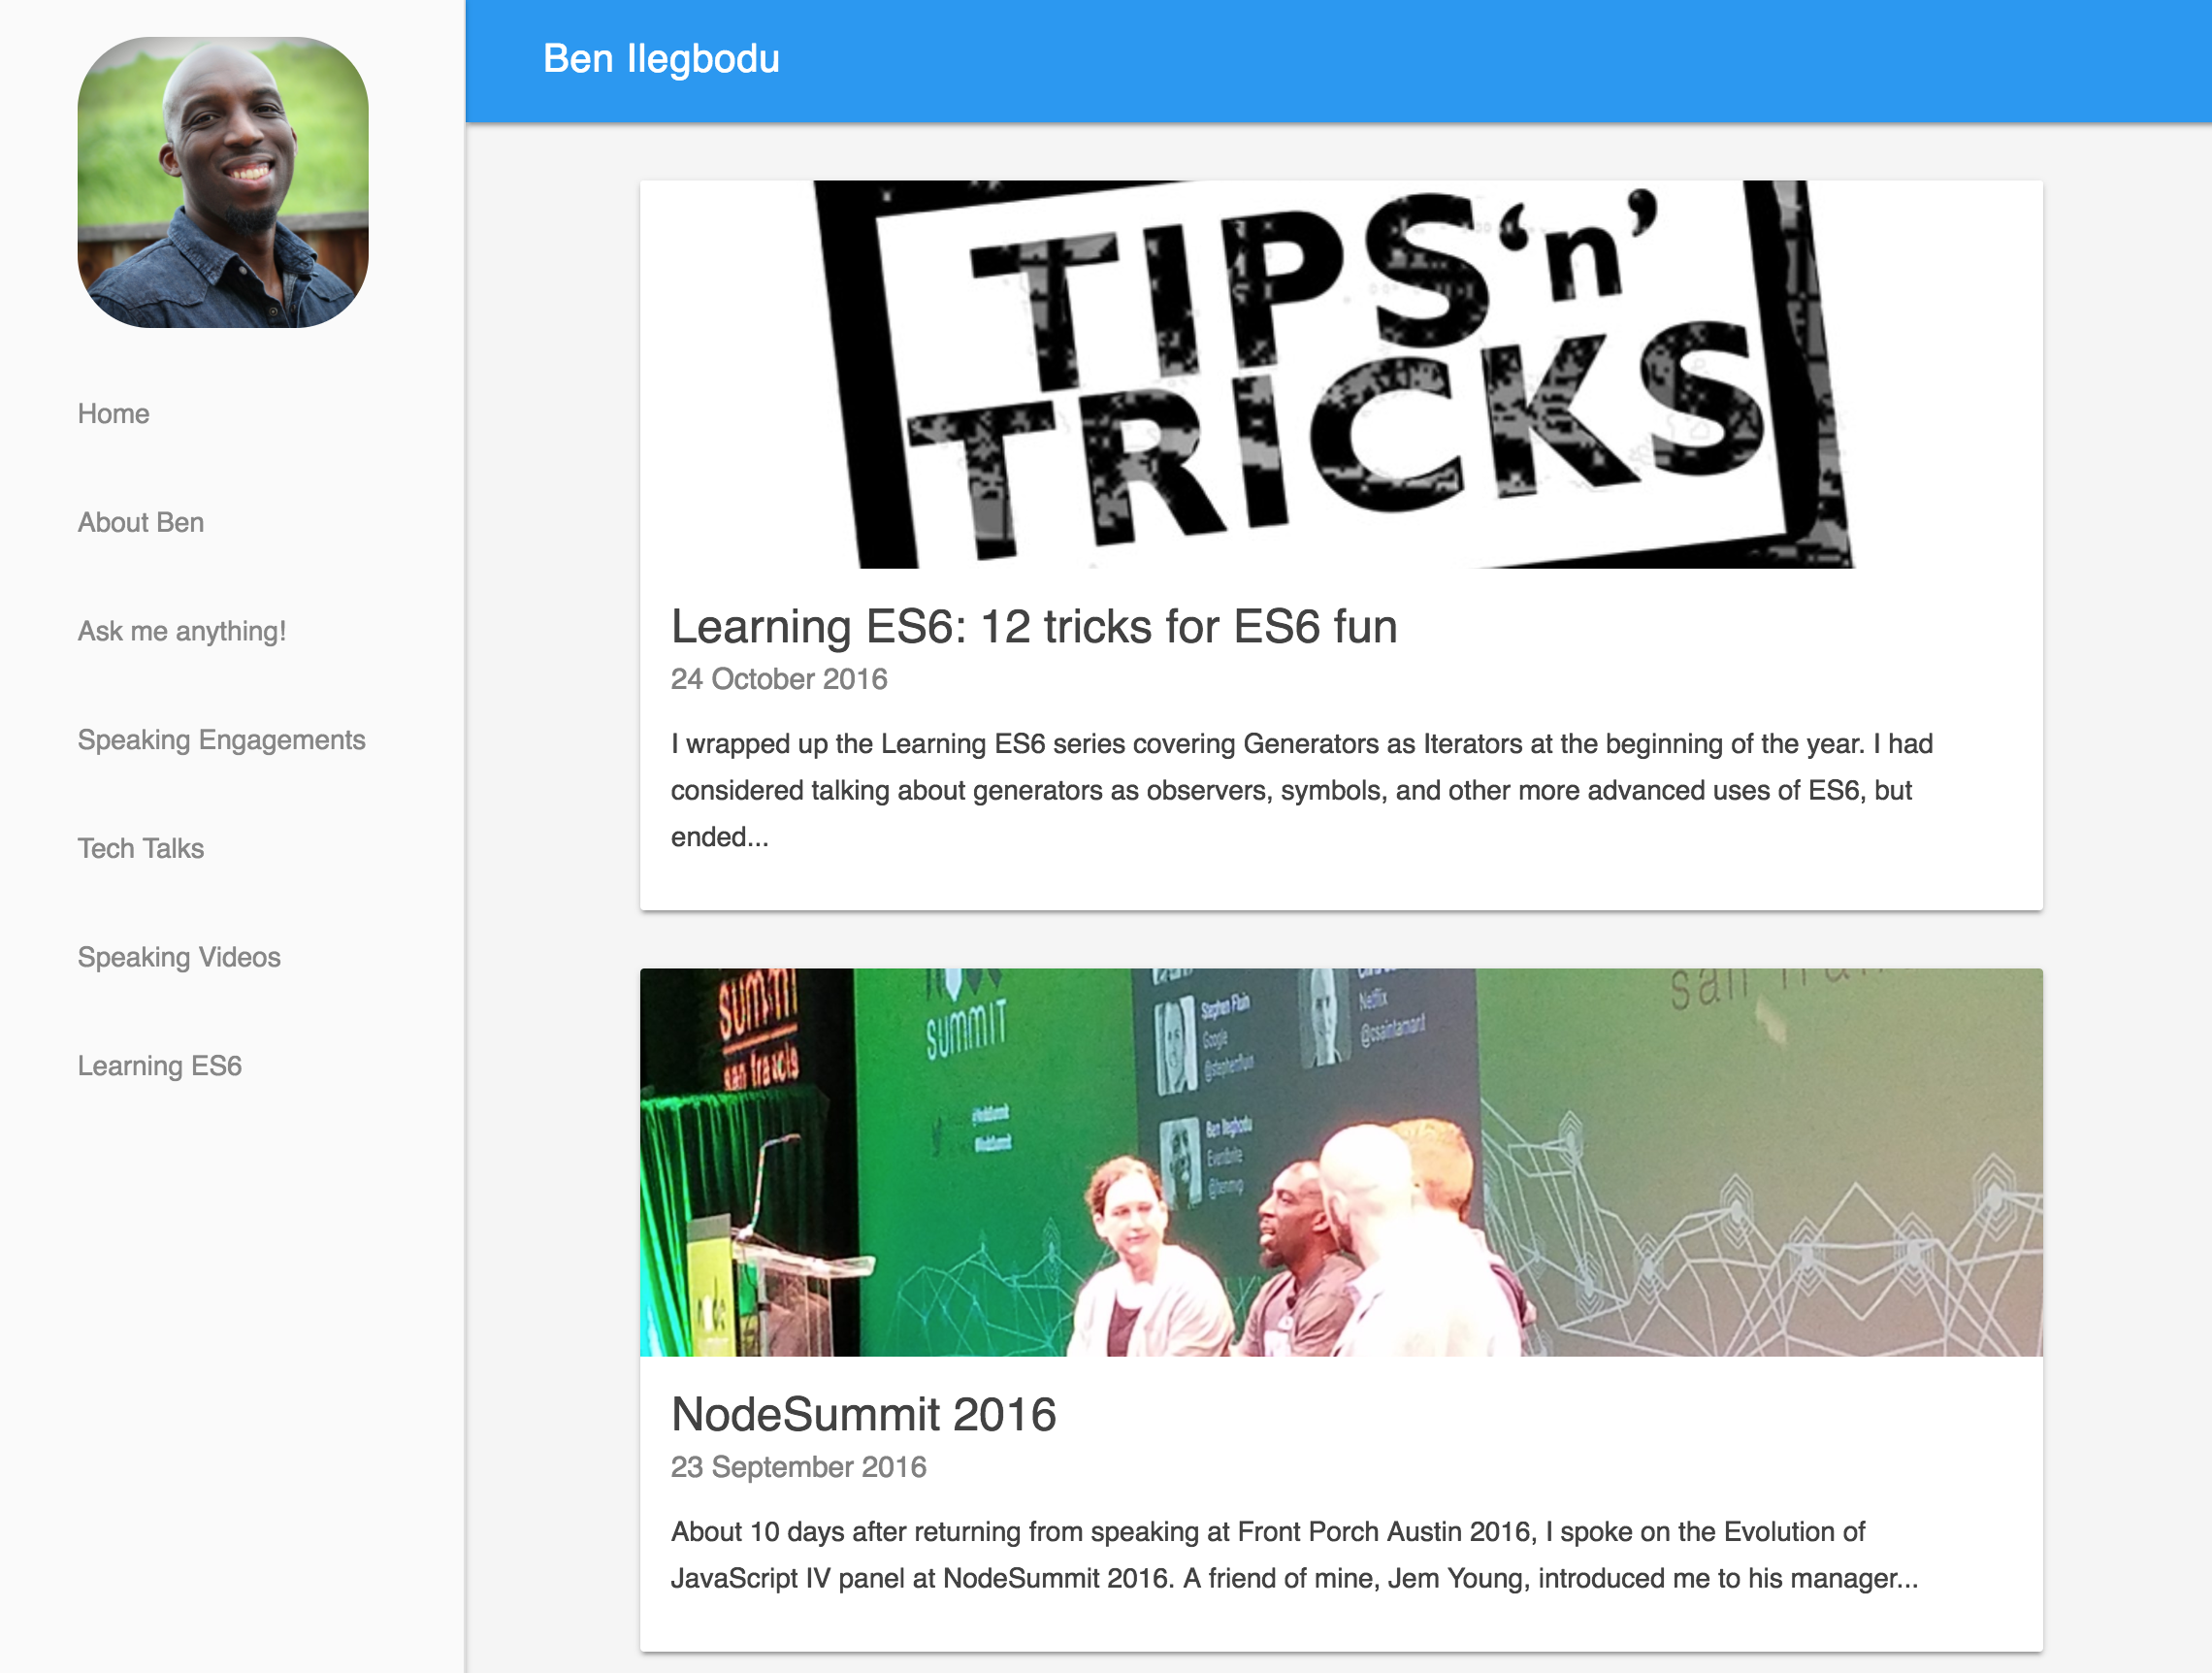 Ben Ilegbodu
Home
About Ben
Ask me anything!
Speaking Engagements
Tech Talks
Speaking Videos
Learning ES6
TIPS 'n'
TRICKS
Learning ES6: 12 tricks for ES6 fun
24 October 2016
I wrapped up the Learning ES6 series covering Generators as Iterators at the beginning of the year. I had
considered talking about generators as observers, symbols, and other more advanced uses of ES6, but
ended...
summit
summit
Stephen Fluin
Google
@stephenfluin
Netflix
@csaintamant
Ben Ilegbodu
Eventbrite
@benmvp
san
NodeSummit 2016
23 September 2016
About 10 days after returning from speaking at Front Porch Austin 2016, I spoke on the Evolution of
JavaScript IV panel at NodeSummit 2016. A friend of mine, Jem Young, introduced me to his manager...